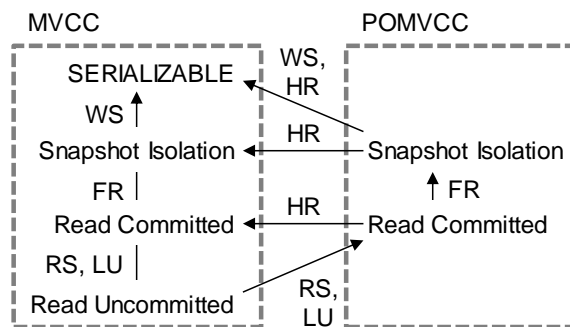 MVCC
POMVCC
SERIALIZABLE
WS,
HR
WS
Snapshot Isolation
HR
Snapshot Isolation
FR
FR
Read Committed
HR
Read Committed
RS, LU
Read Uncommitted
RS,
LU